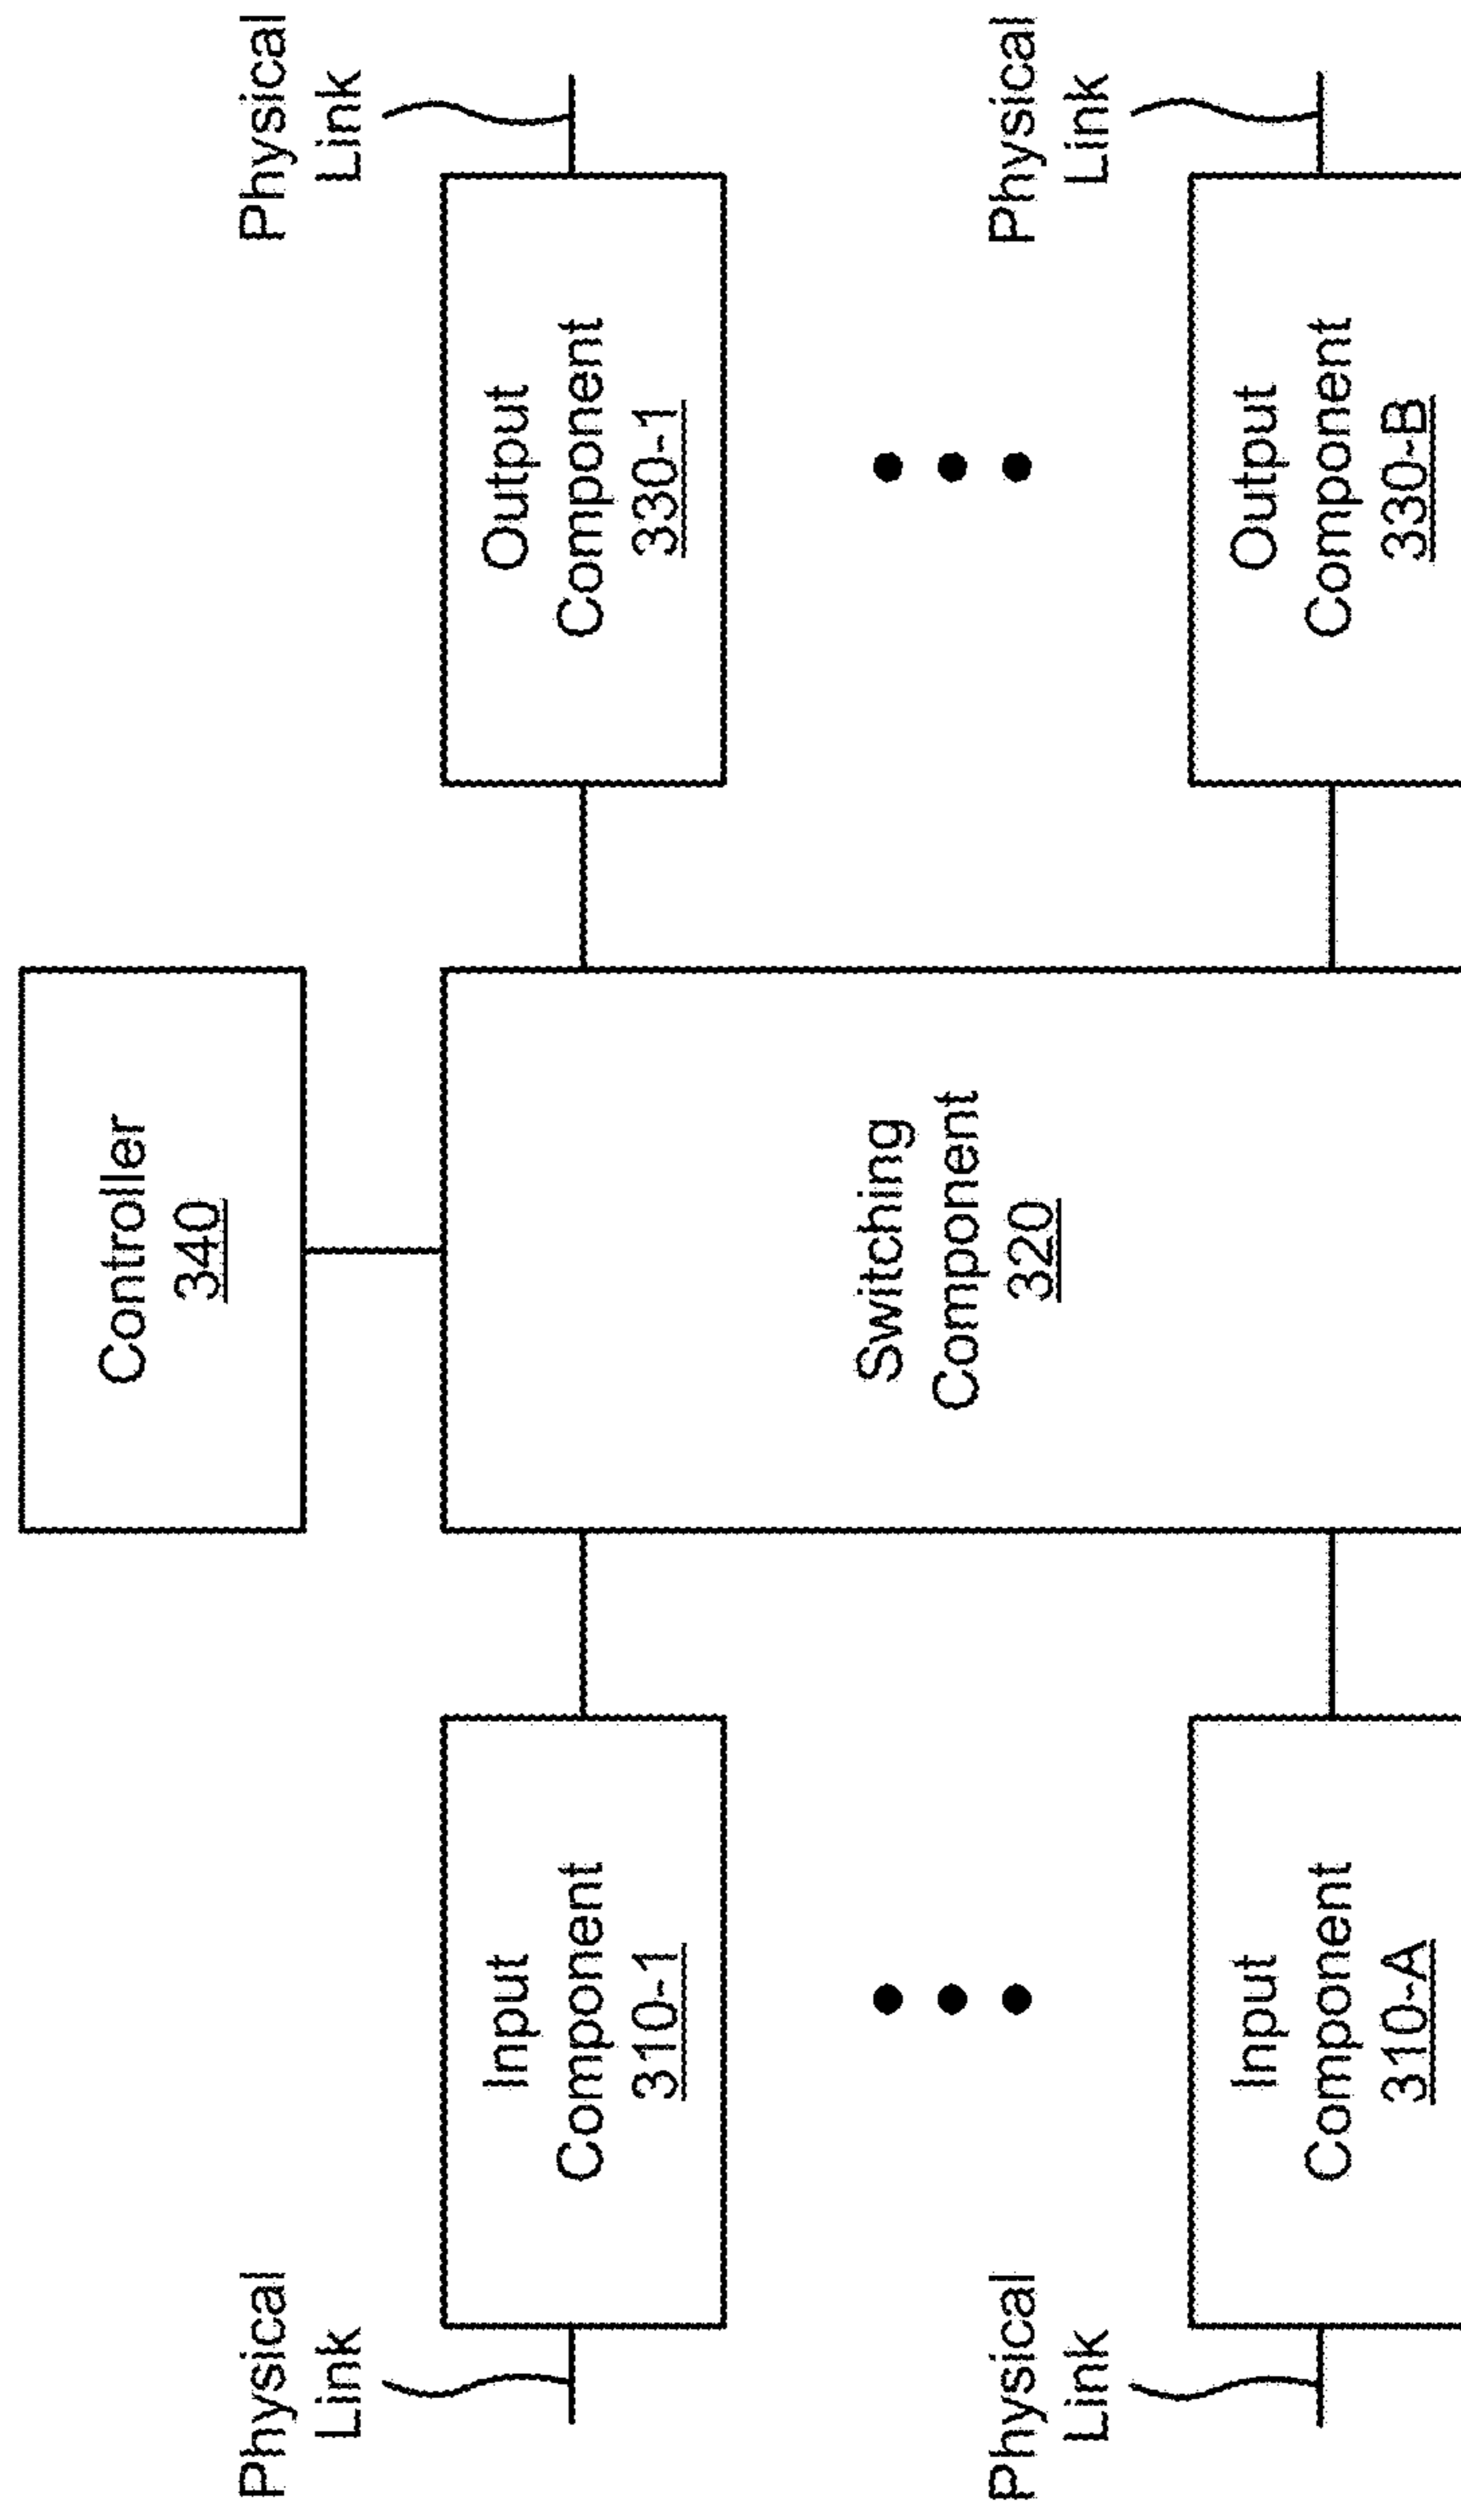 Controller
340
Physical
Link
Input
Component
310-1
Physical
Link
Output
Component
330-1
Switching
Component
320
Physical
Link
Input
Component
310-A
Physical
Link
Output
Component
330-B